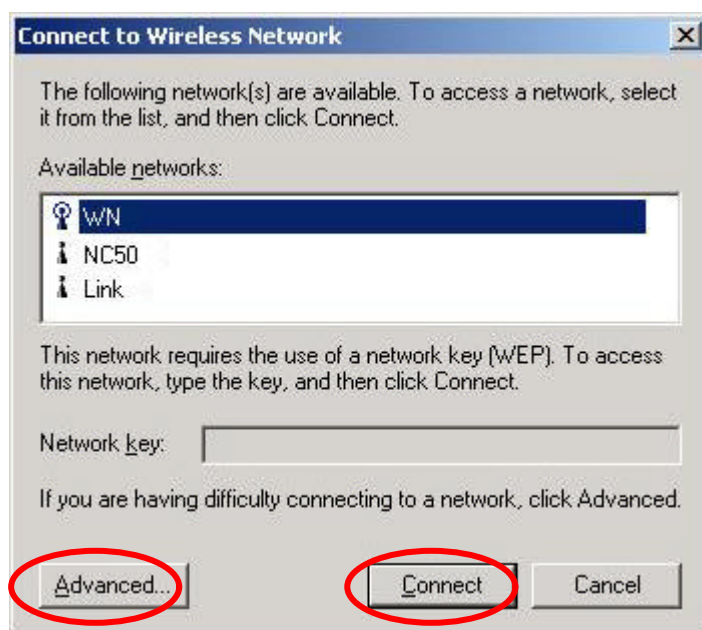 Connect to Wireless Network
The following network(s) are available. To access a network, select
it from the list, and then click Connect.
Available networks:
WN
NC50
Link
This network requires the use of a network key (WEP). To access
this network, type the key, and then click Connect.
Network key:
If you are having difficulty connecting to a network, click Advanced.
Advanced... Connect Cancel